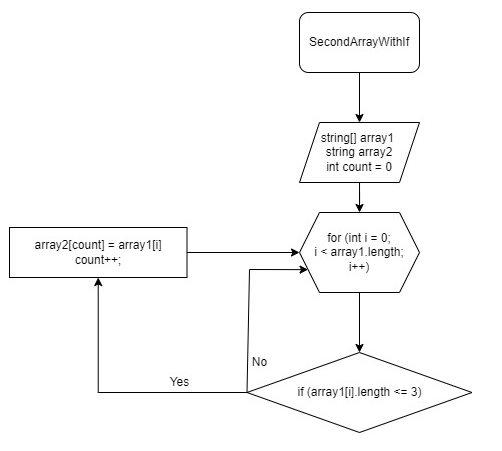 SecondArrayWithIf
string[] array1
string array2
int count = 0
for (int i = 0;
i < array1.length;
i++)
array2[count] = array1[i]
count++;
No
Yes
if (array1[i].length <= 3)